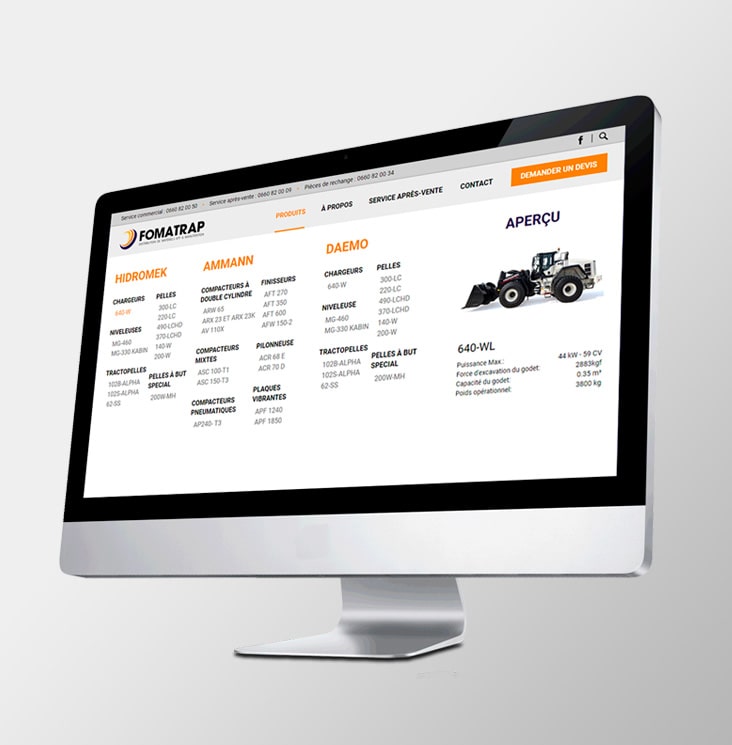 Service commercial : 0660 82 00 50 - Service après-vente : 0660 82 00 09 - Pièces de rechange : 0660 82 00 34
f
FOMATRAP
PRODUITS
À PROPOS
SERVICE APRÈS-VENTE
CONTACT
DEMANDER UN DEVIS
HIDROMEK
CHARGEURS
640-W
NIVELEUSES
MG-460
MG-330 KABIN
TRACTOPELLES
102B-ALPHA
102S-ALPHA
62-SS
PELLES
300-LC
220-LC
490-LCHD
370-LCHD
140-W
200-W
PELLES À BUT
SPECIAL
200W-MH
AMMANN
COMPACTEURS À
DOUBLE CYLINDRE
ARW 65
ARX 23 ET ARX 23K
AV 110X
COMPACTEURS
MIXTES
ASC 100-T1
ASC 150-T3
COMPACTEURS
PNEUMATIQUES
AP240- T3
FINISSEURS
AFT 270
AFT 350
AFT 600
AFW 150-2
PILONNEUSE
ACR 68 E
ACR 70 D
PLAQUES
VIBRANTES
APF 1240
APF 1850
DAEMO
CHARGEURS
640-W
NIVELEUSE
MG-460
MG-330 KABIN
TRACTOPELLES
102B-ALPHA
102S-ALPHA
62-SS
PELLES
300-LC
220-LC
490-LCHD
370-LCHD
140-W
200-W
PELLES À BUT
SPECIAL
200W-MH
APERÇU
640-WL
Puissance Max.: 44 kW - 59 CV
Force d'excavation du godet: 2883kgf
Capacité du godet: 0.35 m³
Poids opérationnel: 3800 kg